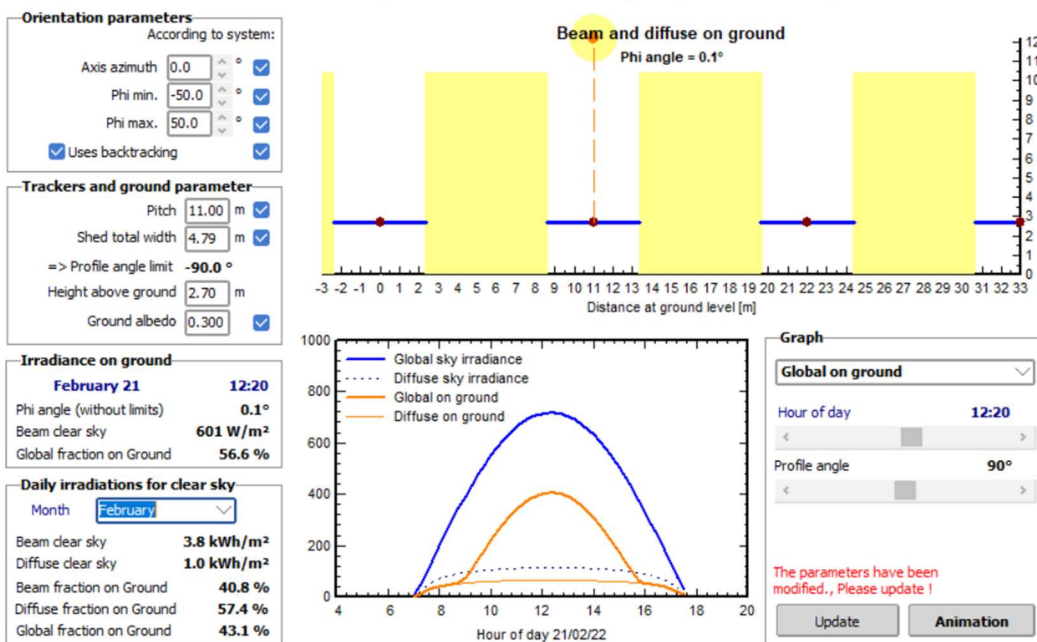 Orientation parameters
According to system:
Axis azimuth 0.0 °
Phi min. -50.0 °
Phi max. 50.0 °
Uses backtracking
Trackers and ground parameter
Pitch 11.00 m
Shed total width 4.79 m
=> Profile angle limit -90.0 °
Height above ground 2.70 m
Ground albedo 0.300
Irradiance on ground
February 21 12:20
Phi angle (without limits) 0.1°
Beam clear sky 601 W/m²
Global fraction on Ground 56.6 %
Daily irradiations for clear sky
Month February
Beam clear sky 3.8 kWh/m²
Diffuse clear sky 1.0 kWh/m²
Beam fraction on Ground 40.8 %
Diffuse fraction on Ground 57.4 %
Global fraction on Ground 43.1 %
Beam and diffuse on ground
Phi angle = 0.1°
12
11
10
9
8
7
6
5
4
3
2
1
0
-3 -2 -1 0 1 2 3 4 5 6 7 8 9 10 11 12 13 14 15 16 17 18 19 20 21 22 23 24 25 26 27 28 29 30 31 32 33
Distance at ground level [m]
1000
800
600
400
200
0
Global sky irradiance
Diffuse sky irradiance
Global on ground
Diffuse on ground
4 6 8 10 12 14 16 18 20
Hour of day 21/02/22
Graph
Global on ground
Hour of day 12:20
Profile angle 90°
The parameters have been
modified., Please update !
Update Animation